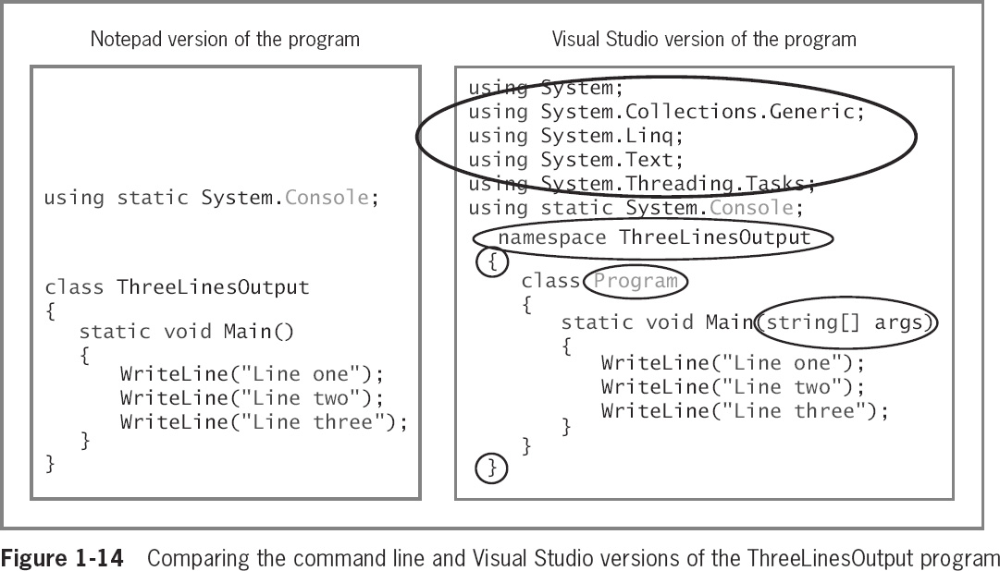 Notepad version of the program
using static System.Console;
class ThreeLinesOutput
{
static void Main()
{
WriteLine("Line one");
WriteLine("Line two");
WriteLine("Line three");
}
}
Visual Studio version of the program
using System;
using System.Collections.Generic;
using System.Linq;
using System.Text;
using System.Threading.Tasks;
using static System.Console;
namespace ThreeLinesOutput
{
class Program
{
static void Main(string[] args)
{
WriteLine("Line one");
WriteLine("Line two");
WriteLine("Line three");
}
}
}
Figure 1-14 Comparing the command line and Visual Studio versions of the ThreeLinesOutput program